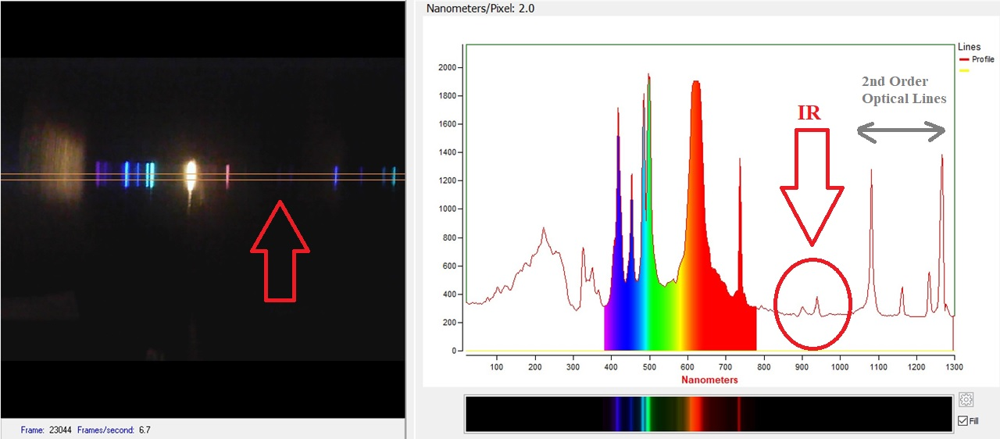 Nanometers/Pixel: 2.0
Lines
Profile
2nd Order
Optical Lines
IR
2000
1800
1600
1400
1200
1000
800
600
400
200
0
100 200 300 400 500 600 700 800 900 1000 1100 1200 1300
Nanometers
Fill
Frame: 23044 Frames/second: 6.7